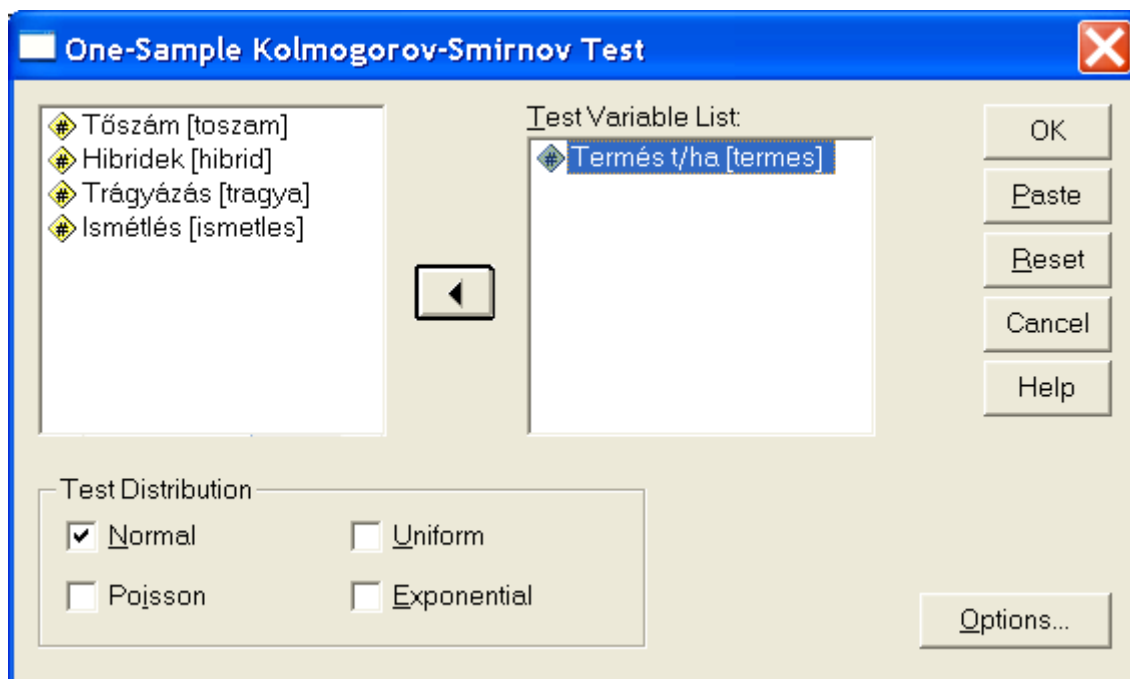 One-Sample Kolmogorov-Smirnov Test
Tőszám [toszam]
Hibridek [hibrid]
Trágyázás [tragya]
Ismétlés [ismetles]
Test Variable List:
Termés t/ha [termes]
OK
Paste
Reset
Cancel
Help
Test Distribution
Normal
Uniform
Poisson
Exponential
Options...